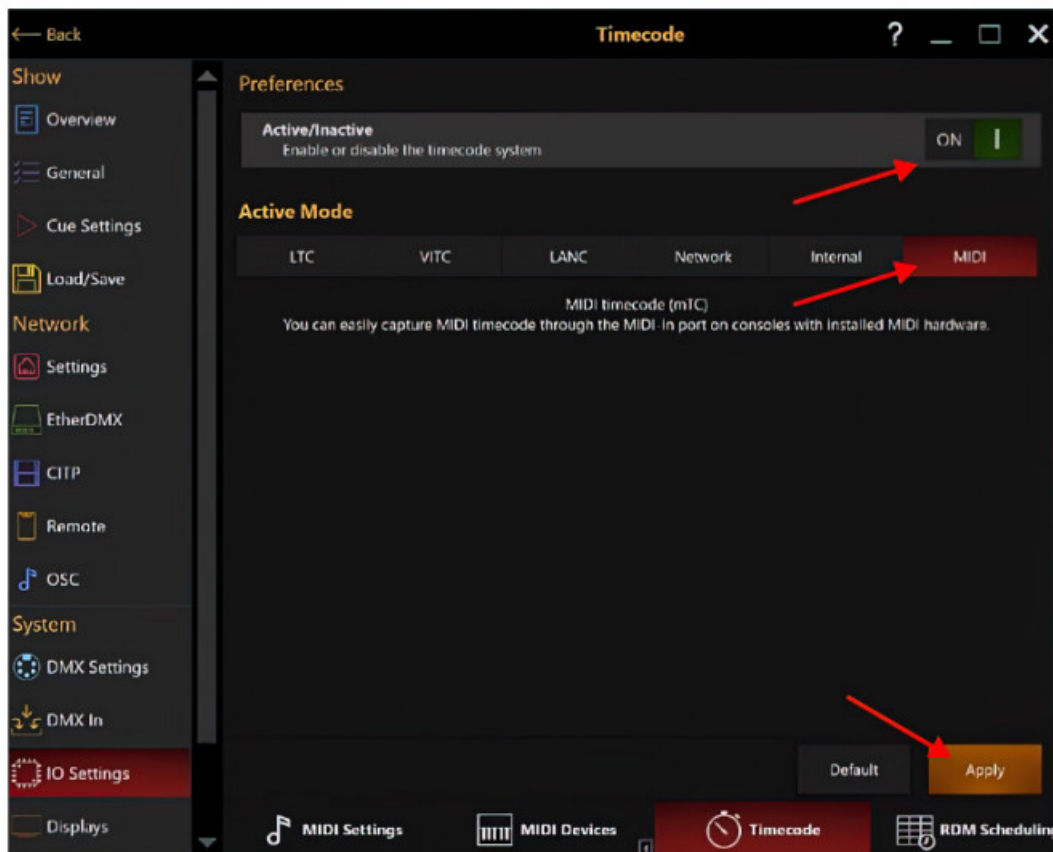 ← Back
Timecode
?
Show
Overview
General
Cue Settings
Load/Save
Network
Settings
EtherDMX
CITP
Remote
OSC
System
DMX Settings
DMX In
IO Settings
Displays
Preferences
Active/Inactive
Enable or disable the timecode system
ON
Active Mode
LTC VITC LANC Network Internal MIDI
MIDI timecode (mTC)
You can easily capture MIDI timecode through the MIDI-In port on consoles with installed MIDI hardware.
Default Apply
MIDI Settings MIDI Devices Timecode RDM Scheduling